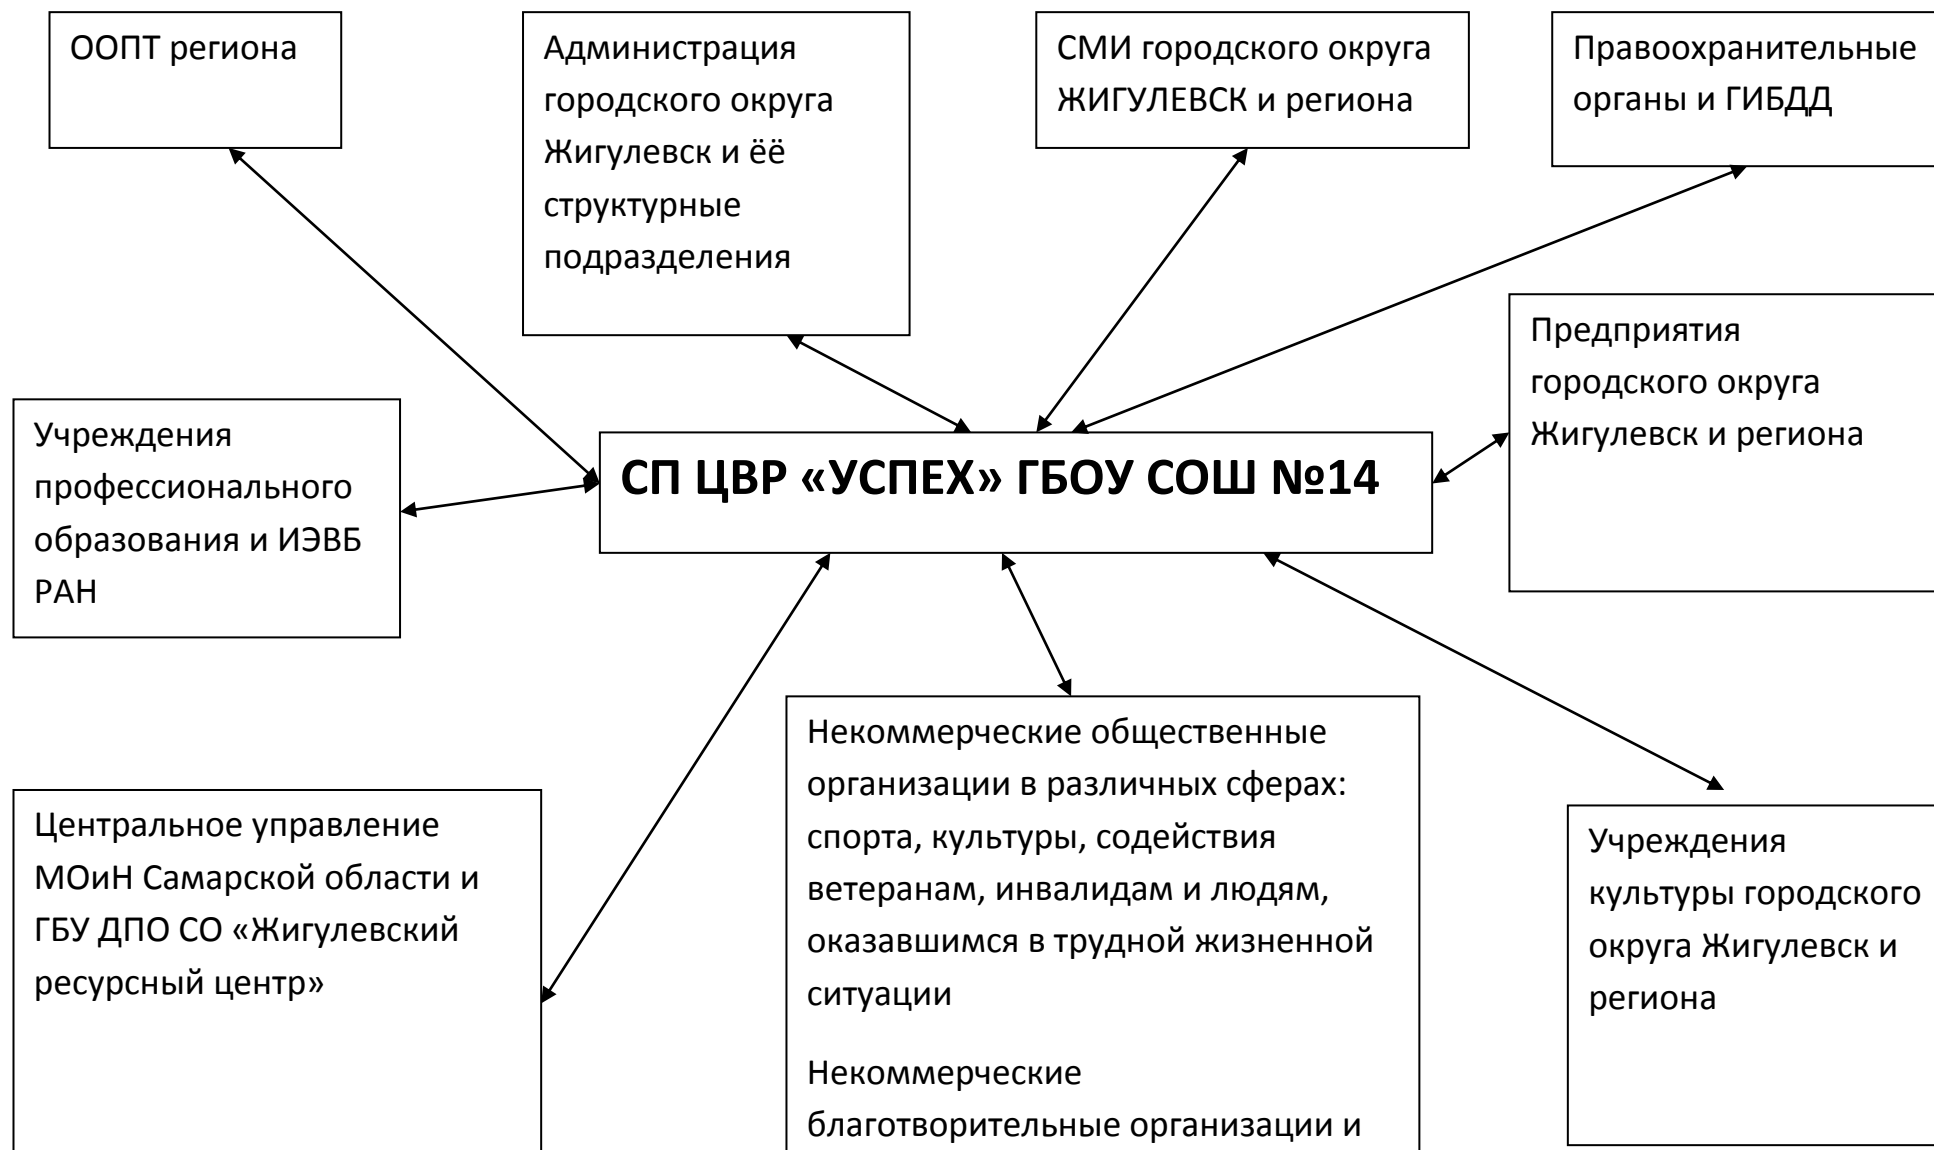 ООПТ региона
Администрация
городского округа
Жигулевск и ёё
структурные
подразделения
СМИ городского округа
ЖИГУЛЕВСК и региона
Правоохранительные
органы и ГИБДД
Предприятия
городского округа
Жигулевск и региона
Учреждения
профессионального
образования и ИЭВБ
РАН
СП ЦВР «УСПЕХ» ГБОУ СОШ №14
Центральное управление
МОиН Самарской области и
ГБУ ДПО СО «Жигулевский
ресурсный центр»
Некоммерческие общественные
организации в различных сферах:
спорта, культуры, содействия
ветеранам, инвалидам и людям,
оказавшимся в трудной жизненной
ситуации
Некоммерческие
благотворительные организации и
Учреждения
культуры городского
округа Жигулевск и
региона